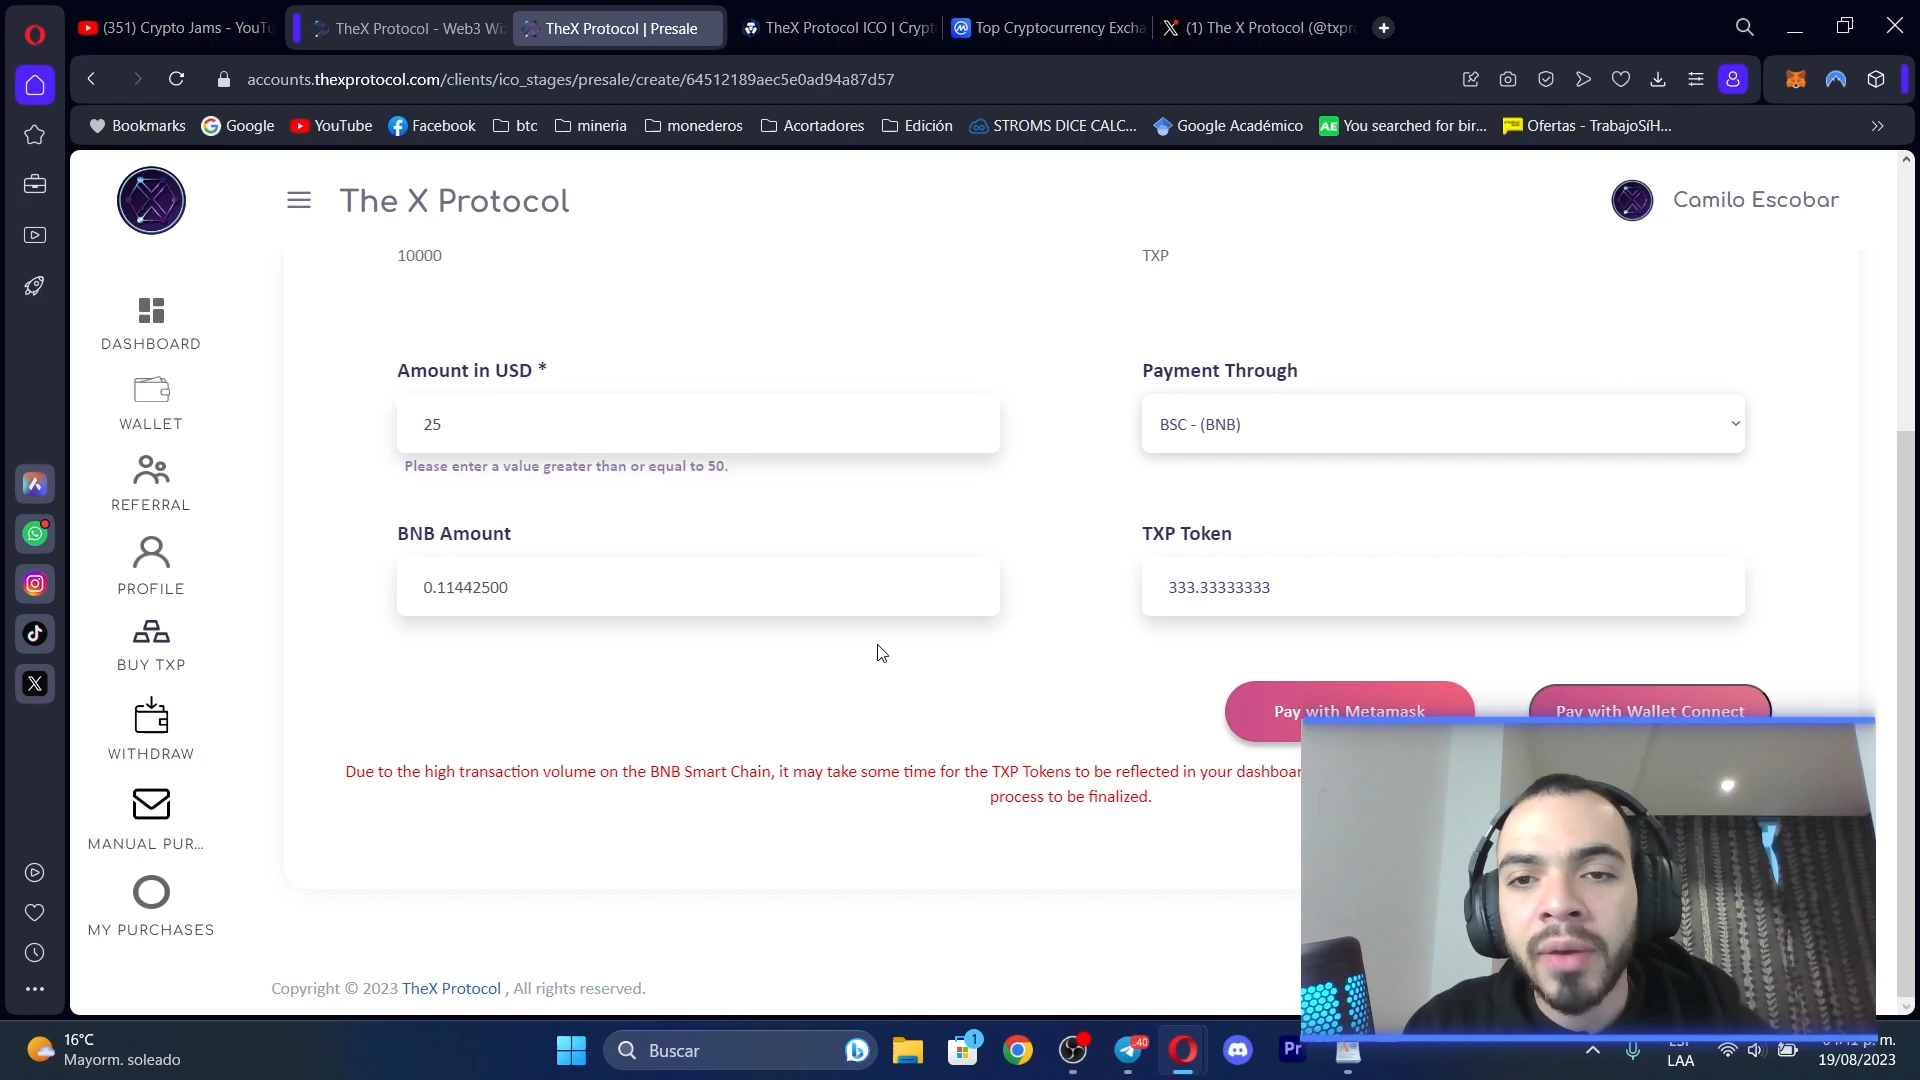 (351) Crypto Jams - YouTu
TheX Protocol - Web3 Wi
TheX Protocol | Presale
TheX Protocol ICO | Crypt
Top Cryptocurrency Excha
(1) The X Protocol (@txpro
accounts.thexprotocol.com/clients/ico_stages/presale/create/64512189aec5e0ad94a87d57
Bookmarks
Google
YouTube
Facebook
btc
mineria
monederos
Acortadores
Edición
STROMS DICE CALC...
Google Académico
AE
You searched for bir...
Ofertas - TrabajoSíH...
The X Protocol
Camilo Escobar
10000
TXP
DASHBOARD
WALLET
REFERRAL
PROFILE
BUY TXP
WITHDRAW
MANUAL PUR...
MY PURCHASES
Amount in USD *
Payment Through
25
BSC - (BNB)
Please enter a value greater than or equal to 50.
BNB Amount
TXP Token
0.11442500
333.33333333
Pay with Metamask
Pay with Wallet Connect
Due to the high transaction volume on the BNB Smart Chain, it may take some time for the TXP Tokens to be reflected in your dashboar
process to be finalized.
Copyright © 2023 TheX Protocol , All rights reserved.
16°C
Mayorm. soleado
Buscar
1
40
Pr
LAA
19/08/2023